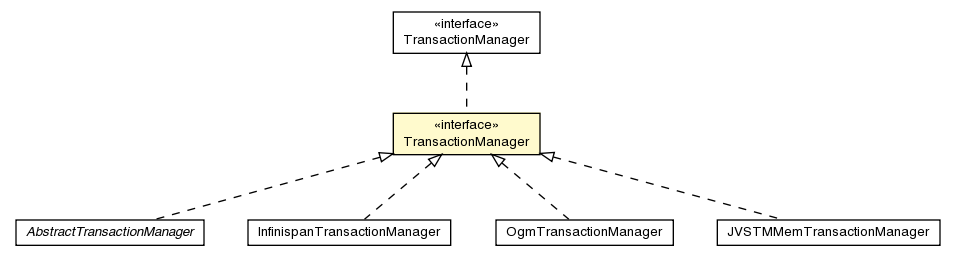 «interface»
TransactionManager
«interface»
TransactionManager
AbstractTransactionManager
InfinispanTransactionManager
OgmTransactionManager
JVSTMMemTransactionManager